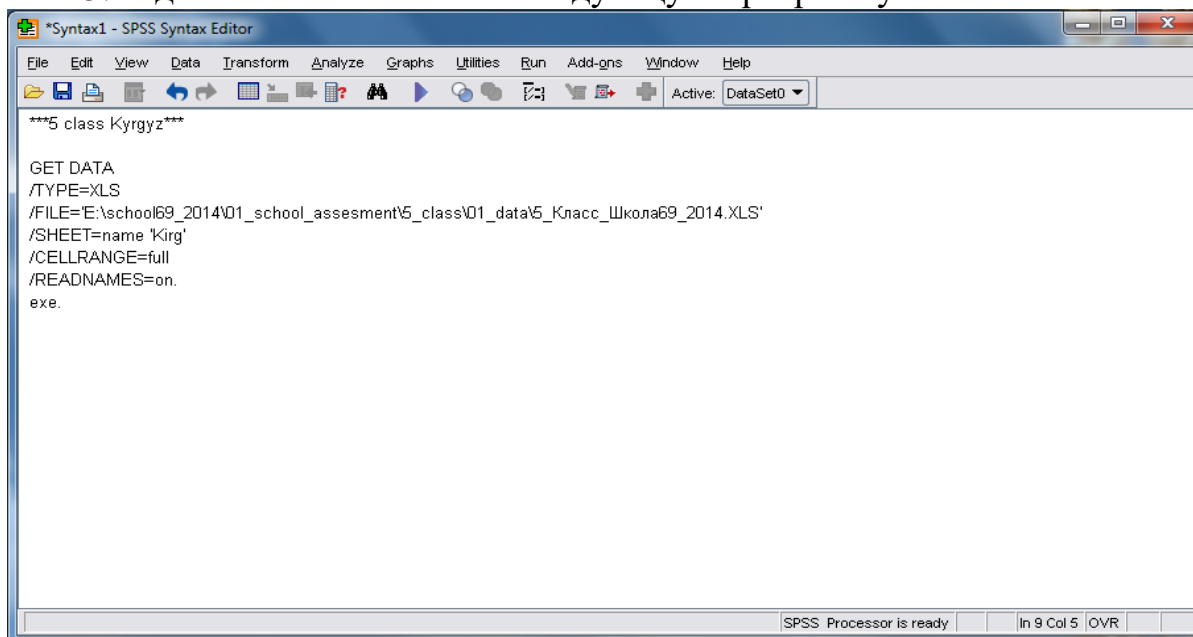 *Syntax1 - SPSS Syntax Editor
File Edit View Data Transform Analyze Graphs Utilities Run Add-ons Window Help
Active: DataSet0
***5 class Kyrgyz***
GET DATA
/TYPE=XLS
/FILE='E:\school69_2014\01_school_assesment\5_class\01_data\5_Класс_Школа69_2014.XLS'
/SHEET=name 'Kirg'
/CELLRANGE=full
/READNAMES=on.
exe.
SPSS Processor is ready In 9 Col 5 OVR